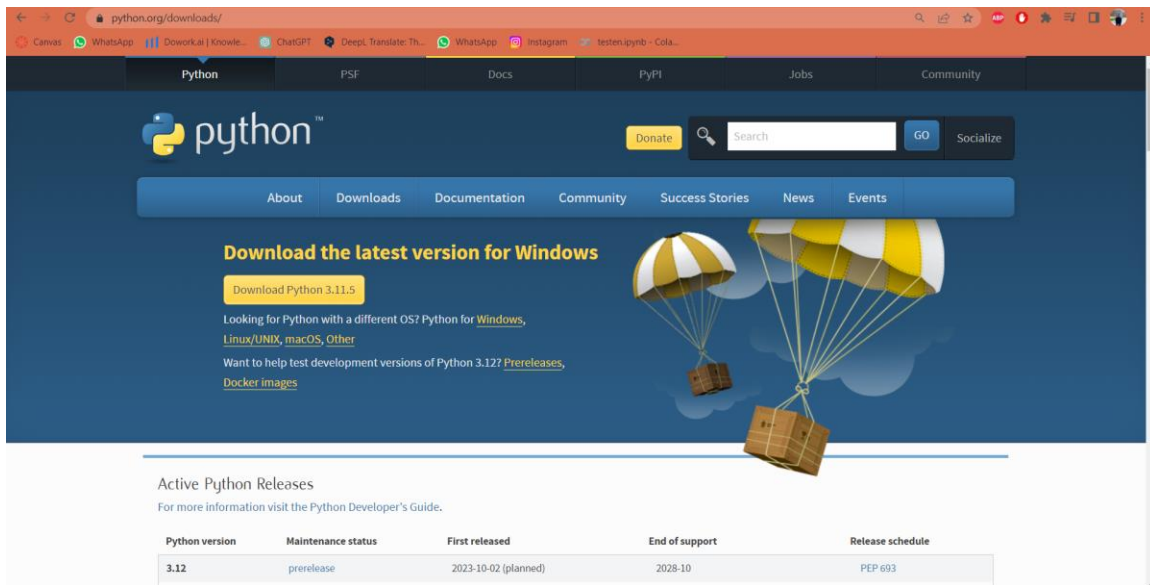 python.org/downloads/
Canvas WhatsApp Dowork.ai | Knowle... ChatGPT DeepL Translate: Th... WhatsApp Instagram testen.ipynb - Cola...
Python PSF Docs PyPI Jobs Community
python™
Donate Search GO Socialize
About Downloads Documentation Community Success Stories News Events
Download the latest version for Windows
Download Python 3.11.5
Looking for Python with a different OS? Python for Windows,
Linux/UNIX, macOS, Other
Want to help test development versions of Python 3.12? Prereleases,
Docker images
Active Python Releases
For more information visit the Python Developer's Guide.
Python version Maintenance status First released End of support Release schedule
3.12 prerelease 2023-10-02 (planned) 2028-10 PEP 693